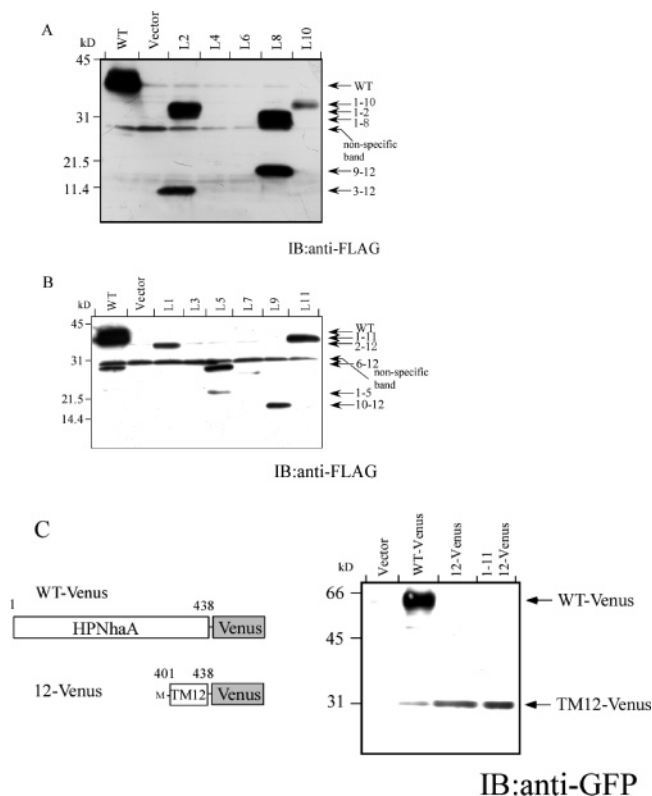 A
kD
WT
Vector
L2
L4
L6
L8
L10
45
31
21.5
11.4
WT
1-10
1-2
1-8
non-specific
band
9-12
3-12
IB:anti-FLAG
B
kD
WT
Vector
L1
L3
L5
L7
L9
L11
45
31
21.5
14.4
WT
1-11
2-12
6-12
non-specific
band
1-5
10-12
IB:anti-FLAG
C
WT-Venus
1
438
HPNhaA
Venus
12-Venus
401
438
M
TM12
Venus
kD
Vector
WT-Venus
12-Venus
1-11
12-Venus
66
45
31
WT-Venus
TM12-Venus
IB:anti-GFP